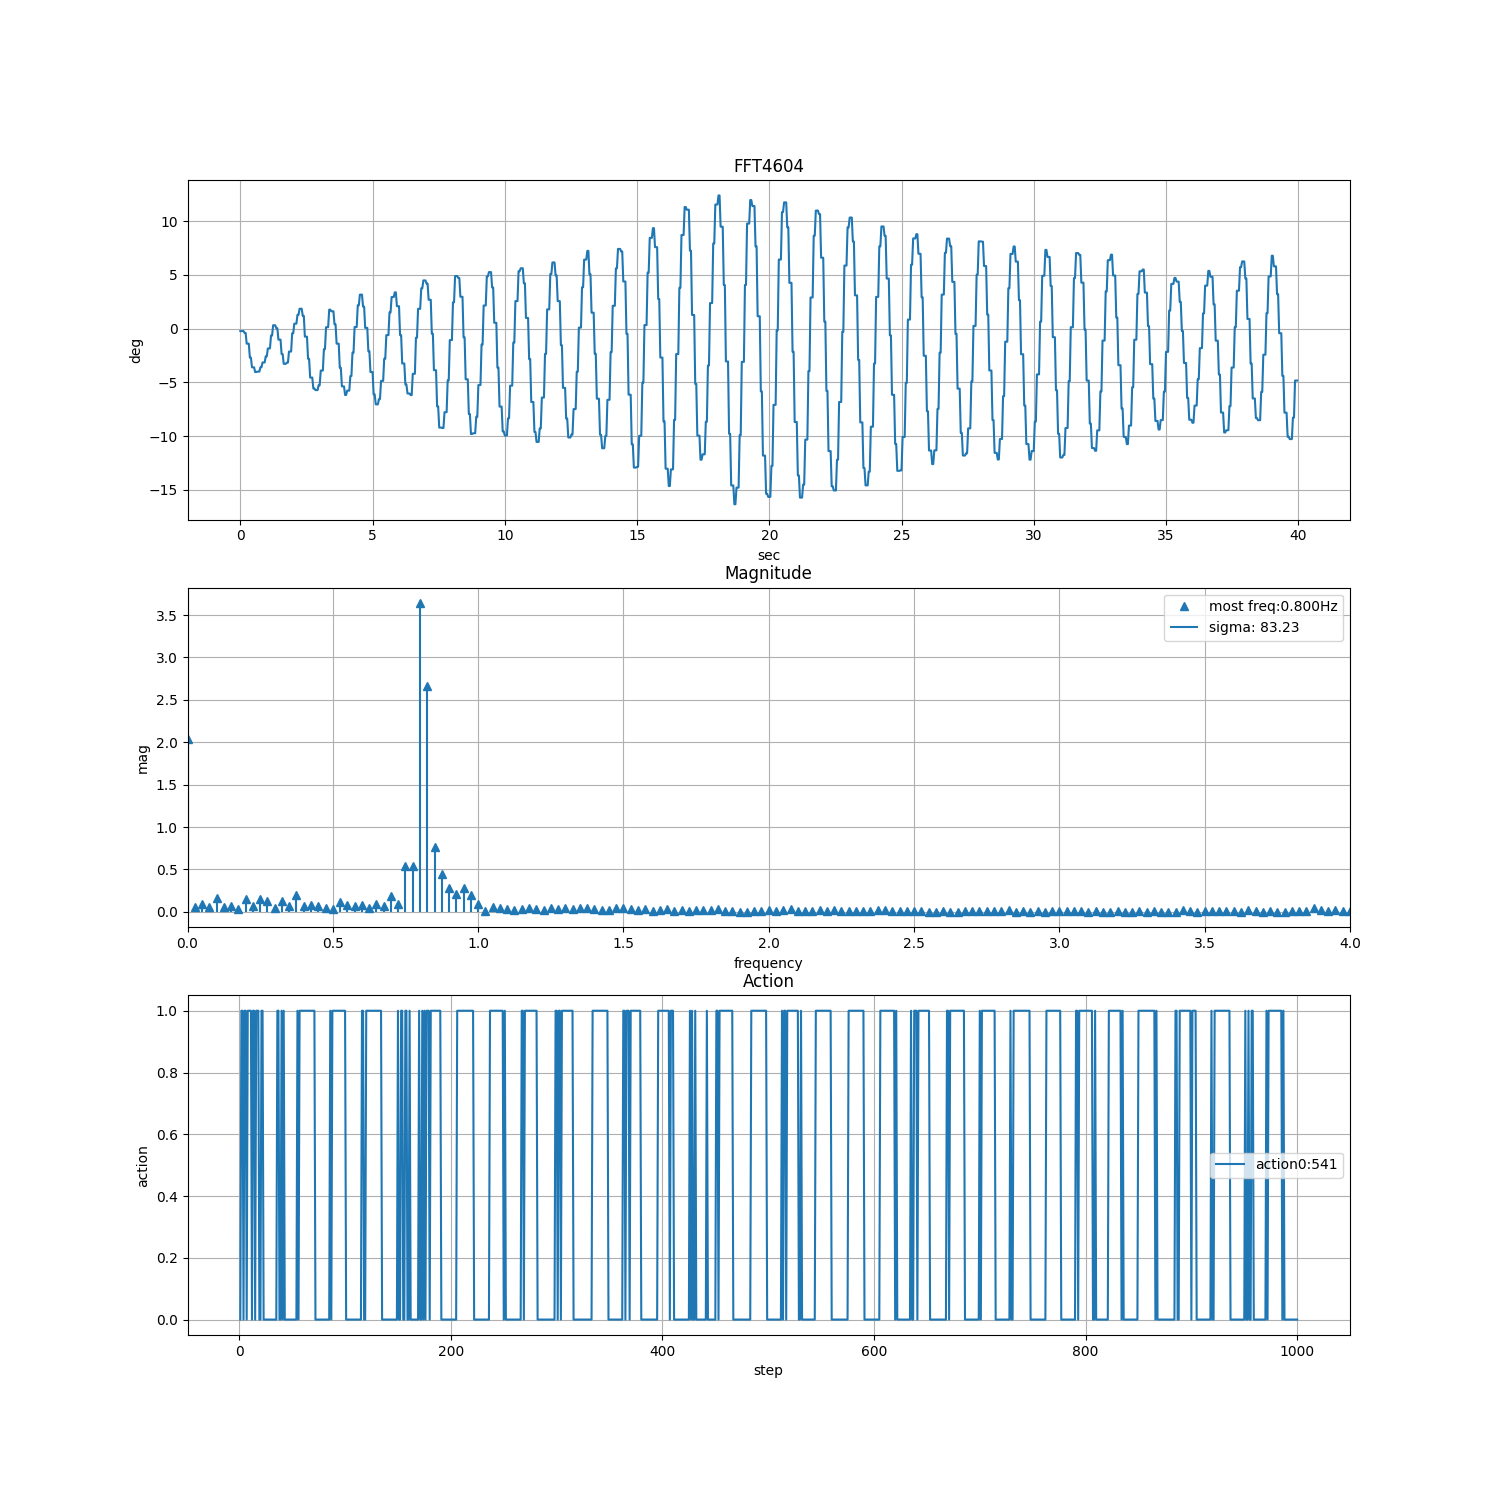 FFT4604
deg
10
5
0
−5
−10
−15
0 5 10 15 20 25 30 35 40
sec
Magnitude
most freq:0.800Hz
sigma: 83.23
mag
3.5
3.0
2.5
2.0
1.5
1.0
0.5
0.0
0.0 0.5 1.0 1.5 2.0 2.5 3.0 3.5 4.0
frequency
Action
action
1.0
0.8
0.6
0.4
0.2
0.0
action0:541
0 200 400 600 800 1000
step